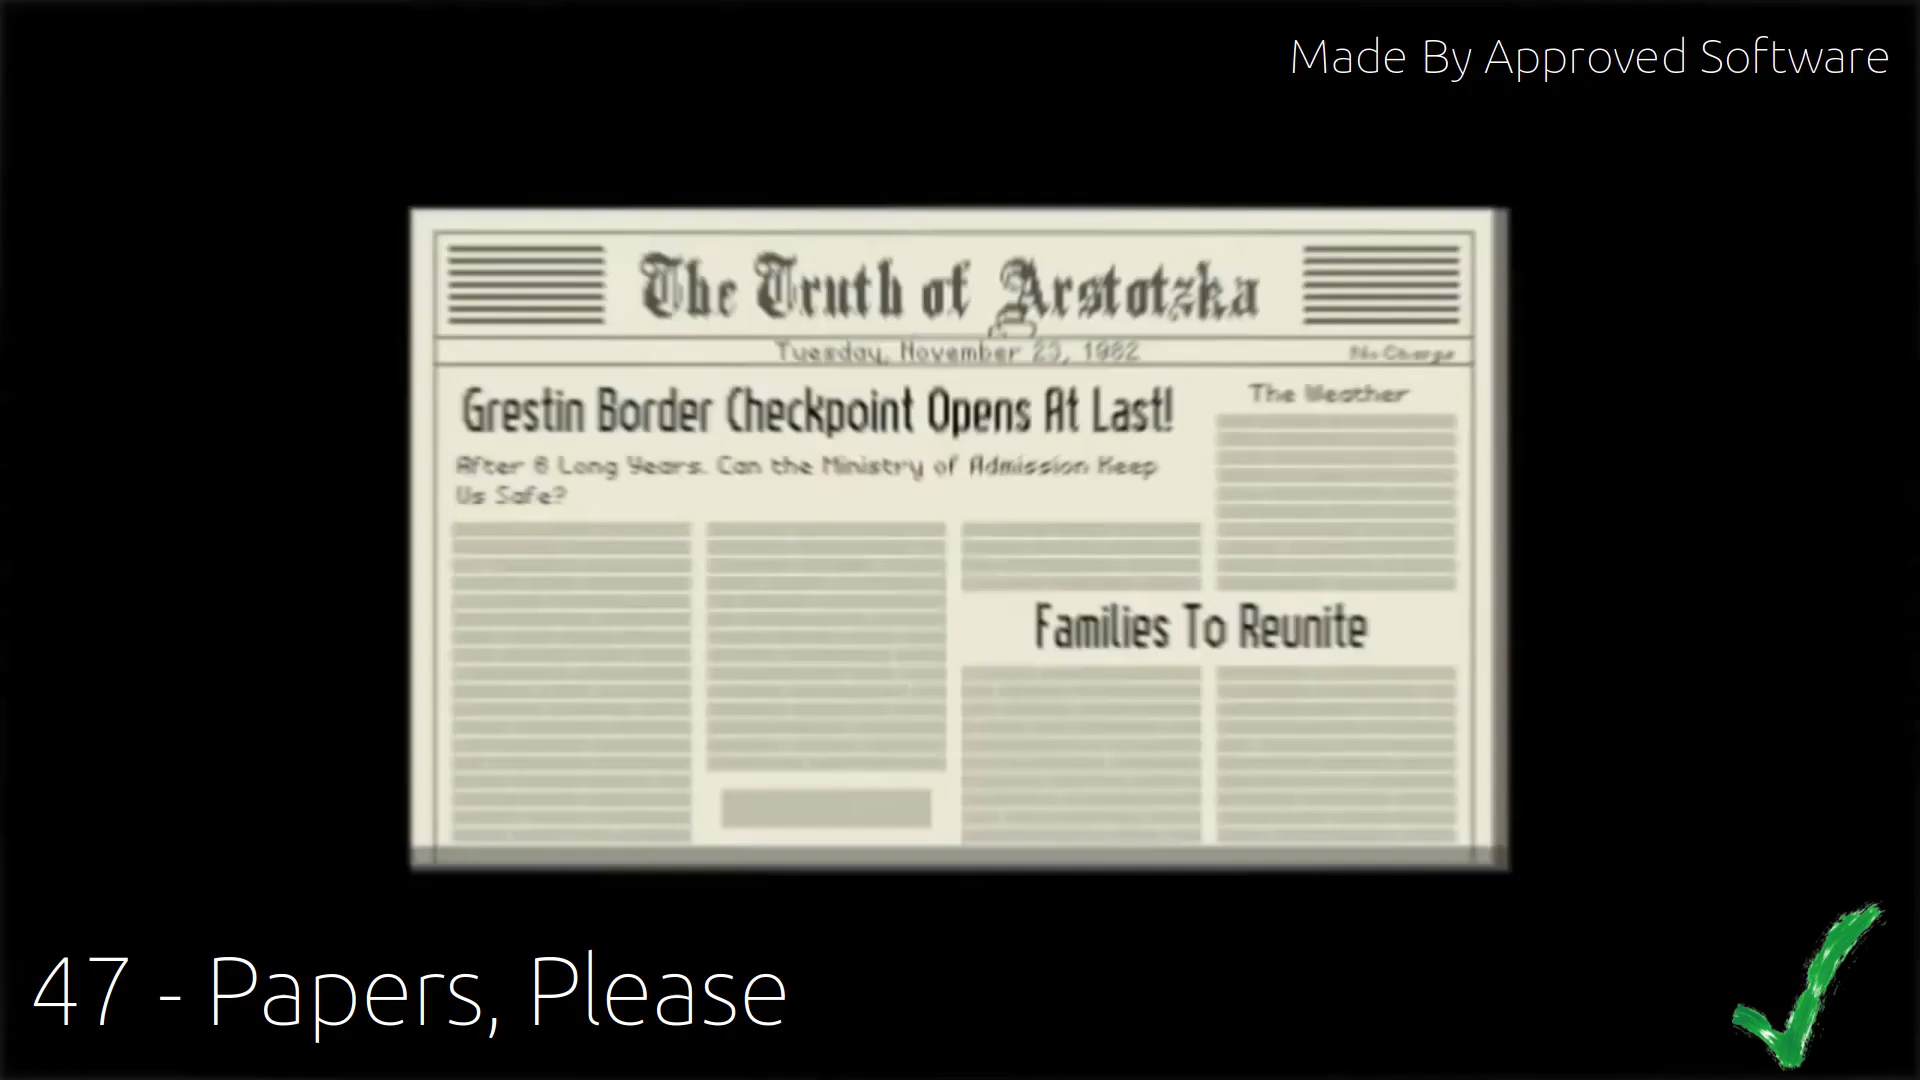 Made By Approved Software
The Truth of Arstotzka
Tuesday, November 23, 1982
No Charge
Grestin Border Checkpoint Opens At Last!
The Weather
After 6 Long Years. Can the Ministry of Admission Keep
Us Safe?
Families To Reunite
47 - Papers, Please